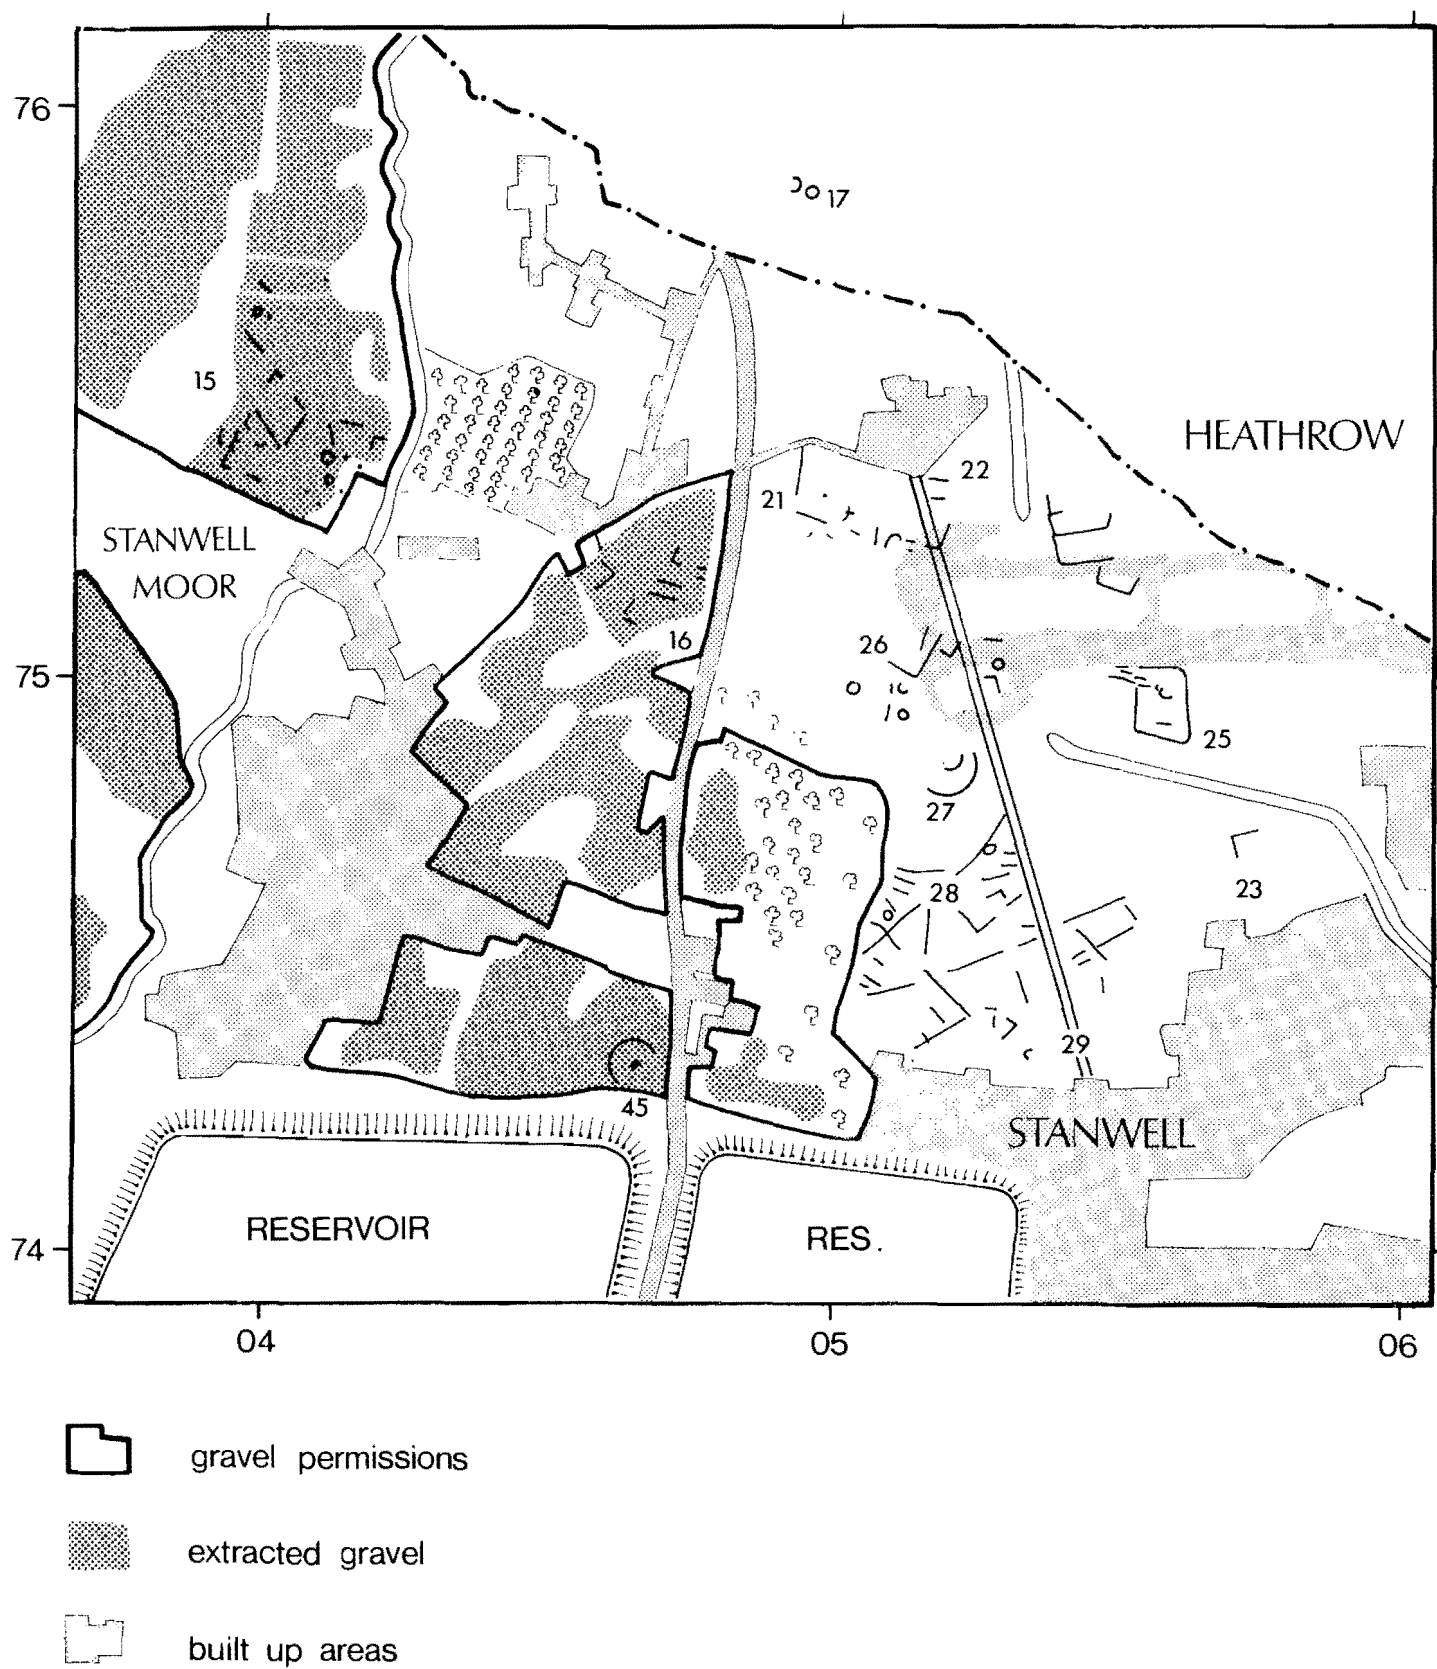 76
17
15
HEATHROW
22
21
STANWELL
MOOR
16
26
75
25
27
23
28
29
45
STANWELL
RESERVOIR
RES.
74
04
05
06
gravel permissions
extracted gravel
built up areas